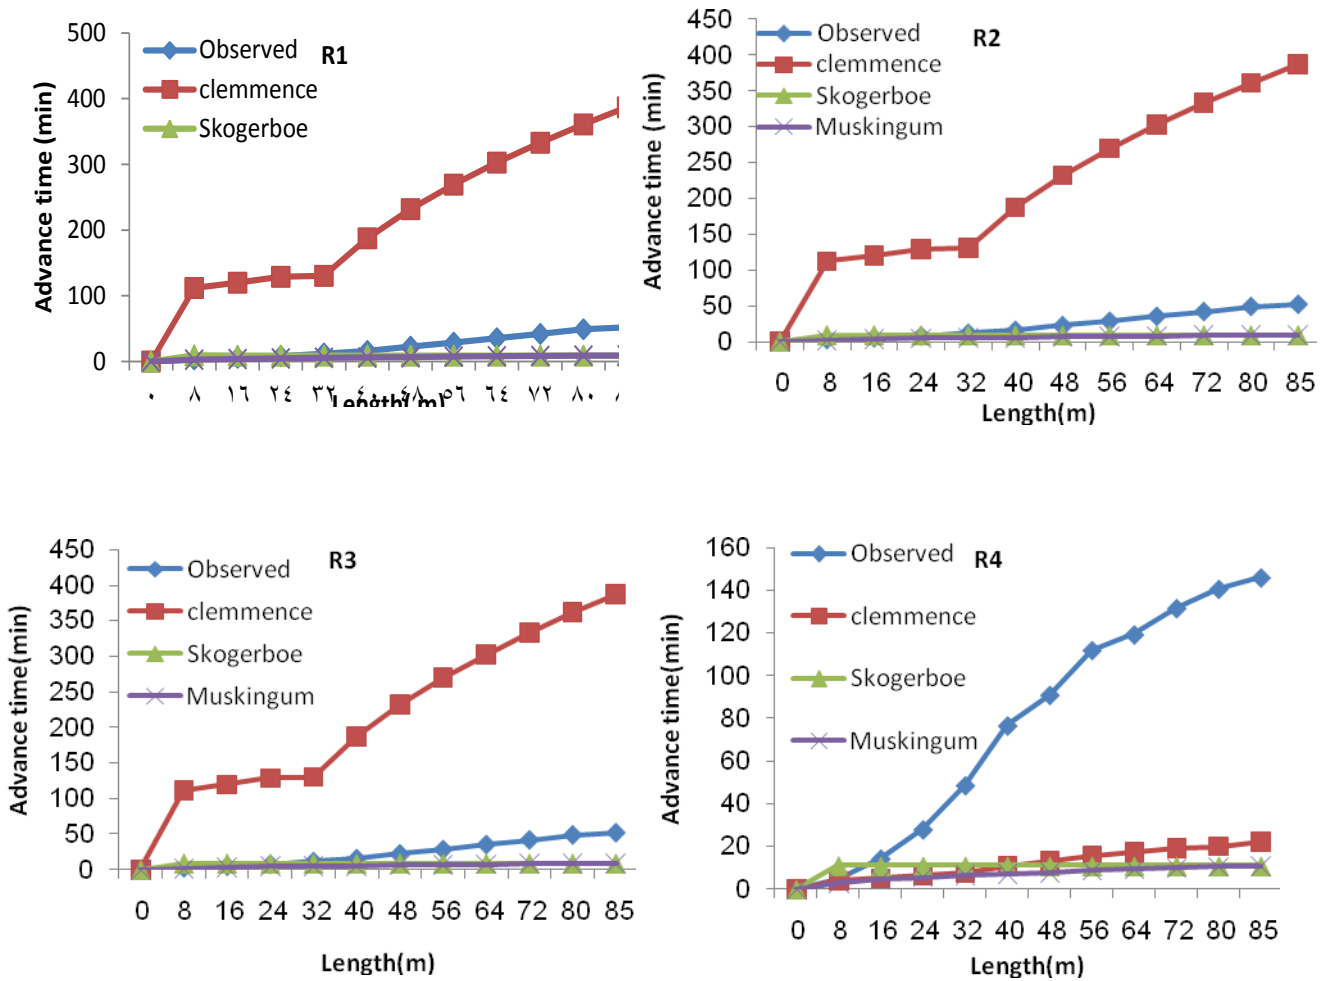 500
400
300
200
100
0
Advance time (min)
Observed
clemmence
Skogerboe
R1
٠ ٨ ١٦ ٢٤ ٣٢ ٤٨ ٥٦ ٦٤ ٧٢ ٨٠
Length(m)
450
400
350
300
250
200
150
100
50
0
Advance time (min)
Observed
clemmence
Skogerboe
Muskingum
R2
0 8 16 24 32 40 48 56 64 72 80 85
Length(m)
450
400
350
300
250
200
150
100
50
0
Advance time(min)
Observed
clemmence
Skogerboe
Muskingum
R3
0 8 16 24 32 40 48 56 64 72 80 85
Length(m)
160
140
120
100
80
60
40
20
0
Advance time(min)
Observed
clemmence
Skogerboe
Muskingum
R4
0 8 16 24 32 40 48 56 64 72 80 85
Length(m)